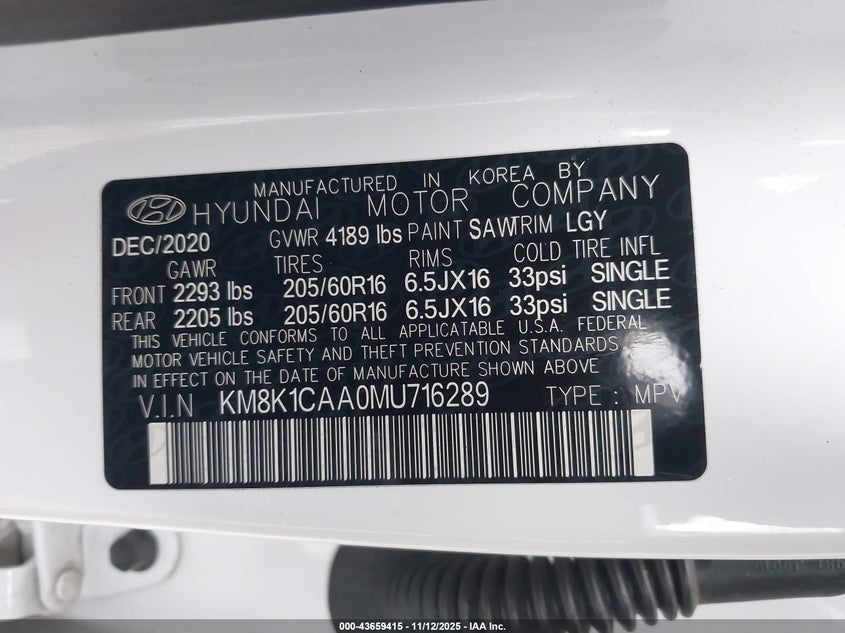 MANUFACTURED IN KOREA BY
HYUNDAI MOTOR COMPANY
DEC/2020 GVWR 4189 lbs PAINT SAW TRIM LGY
GAWR TIRES RIMS COLD TIRE INFL
FRONT 2293 lbs 205/60R16 6.5JX16 33psi SINGLE
REAR 2205 lbs 205/60R16 6.5JX16 33psi SINGLE
THIS VEHICLE CONFORMS TO ALL APPLICATABLE U.S.A. FEDERAL
MOTOR VEHICLE SAFETY AND THEFT PREVENTION STANDARDS
IN EFFECT ON THE DATE OF MANUFACTURE SHOWN ABOVE
V.I.N KM8K1CAA0MU716289 TYPE : MPV
000-43659415 - 11/12/2025 - IAA Inc.